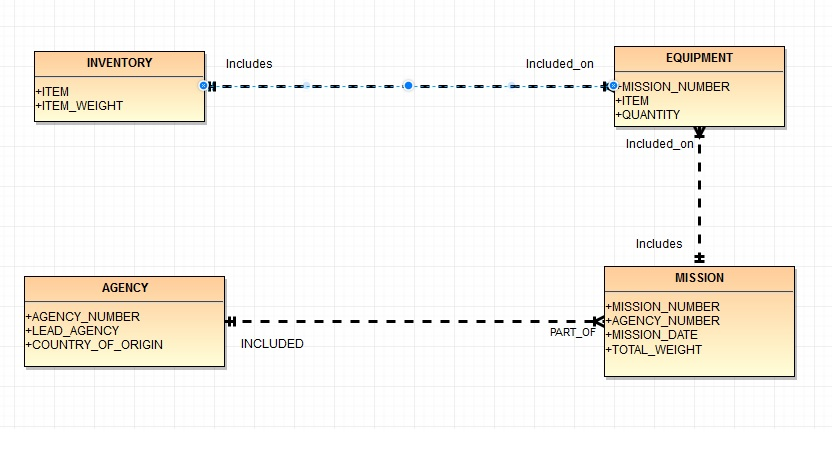 INVENTORY
+ITEM
+ITEM_WEIGHT
Includes
Included_on
EQUIPMENT
+MISSION_NUMBER
+ITEM
+QUANTITY
Included_on
Includes
AGENCY
+AGENCY_NUMBER
+LEAD_AGENCY
+COUNTRY_OF_ORIGIN
INCLUDED
PART_OF
MISSION
+MISSION_NUMBER
+AGENCY_NUMBER
+MISSION_DATE
+TOTAL_WEIGHT